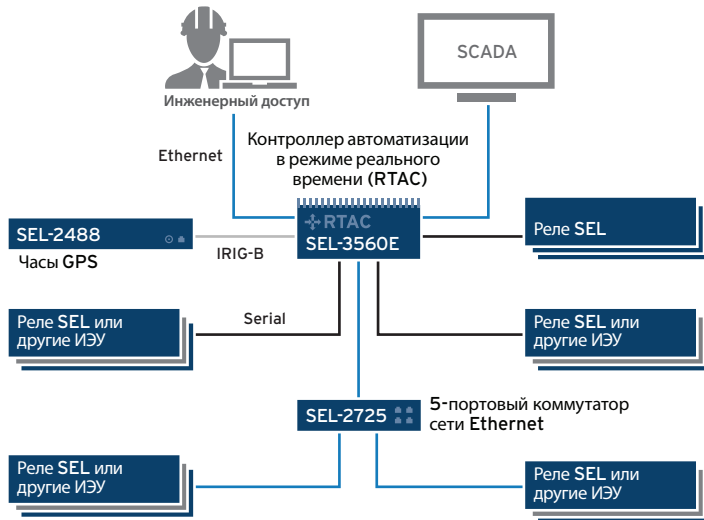 SCADA
Инженерный доступ
Ethernet
Контроллер автоматизации
в режиме реального
времени (RTAC)
RTAC
SEL-3560E
SEL-2488
Часы GPS
IRIG-B
Реле SEL
Реле SEL или
другие ИЭУ
Serial
Реле SEL или
другие ИЭУ
SEL-2725
5-портовый коммутатор
сети Ethernet
Реле SEL или
другие ИЭУ
Реле SEL или
другие ИЭУ